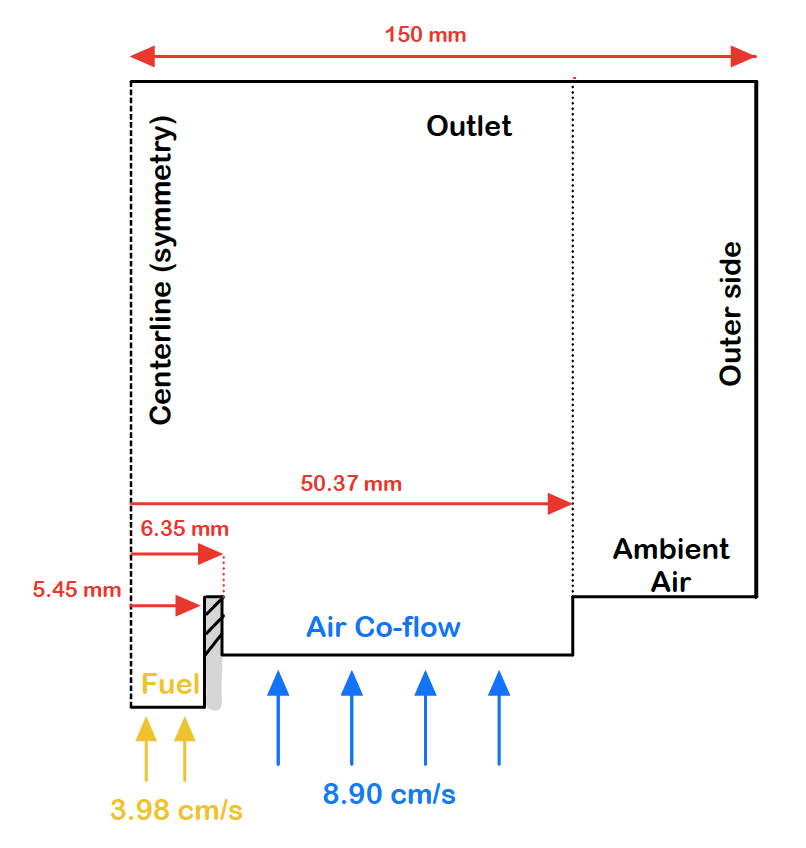 150 mm
Outlet
Centerline (symmetry)
Outer side
50.37 mm
6.35 mm
Ambient
Air
5.45 mm
Air Co-flow
Fuel
8.90 cm/s
3.98 cm/s